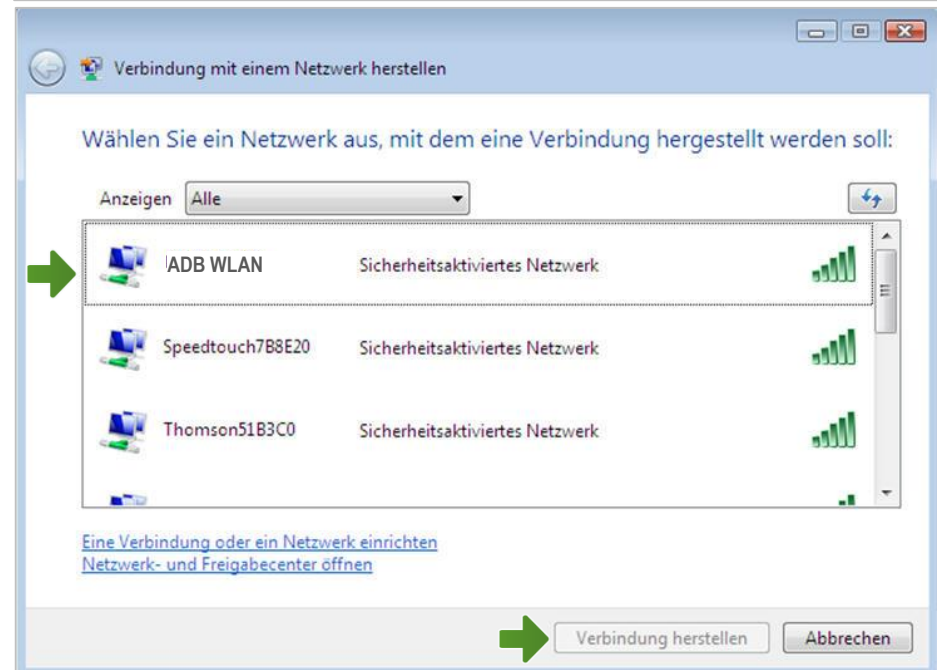 Verbindung mit einem Netzwerk herstellen
Wählen Sie ein Netzwerk aus, mit dem eine Verbindung hergestellt werden soll:
Anzeigen Alle
ADB WLAN Sicherheitsaktiviertes Netzwerk
Speedtouch7B8E20 Sicherheitsaktiviertes Netzwerk
Thomson51B3C0 Sicherheitsaktiviertes Netzwerk
Eine Verbindung oder ein Netzwerk einrichten
Netzwerk- und Freigabecenter öffnen
Verbindung herstellen Abbrechen